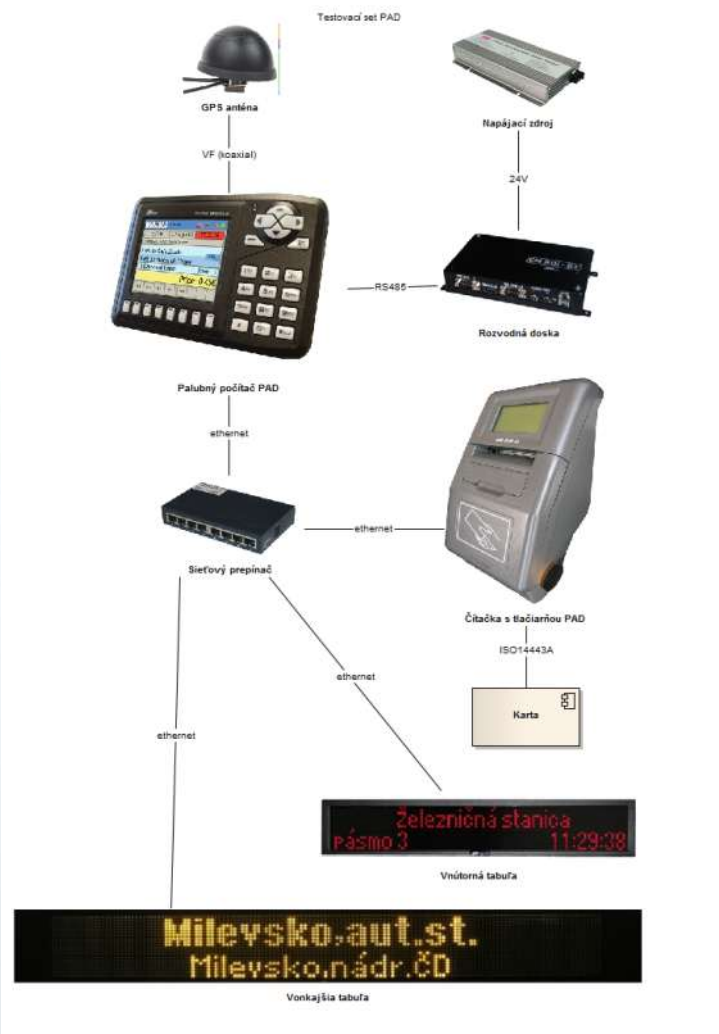 Testovací set PAD
GPS anténa
Napájací zdroj
VF (koaxial)
24V
RS485
Rozvodná doska
Palubný počítač PAD
ethernet
ethernet
Sieťový prepínač
Čítačka s tlačiarňou PAD
ISO14443A
ethernet
Karta
ethernet
Železničná stanica
pásmo 3 11:29:38
Vnútorná tabuľa
Milevsko,aut.st.
Milevsko,nádr.ČD
Vonkajšia tabuľa